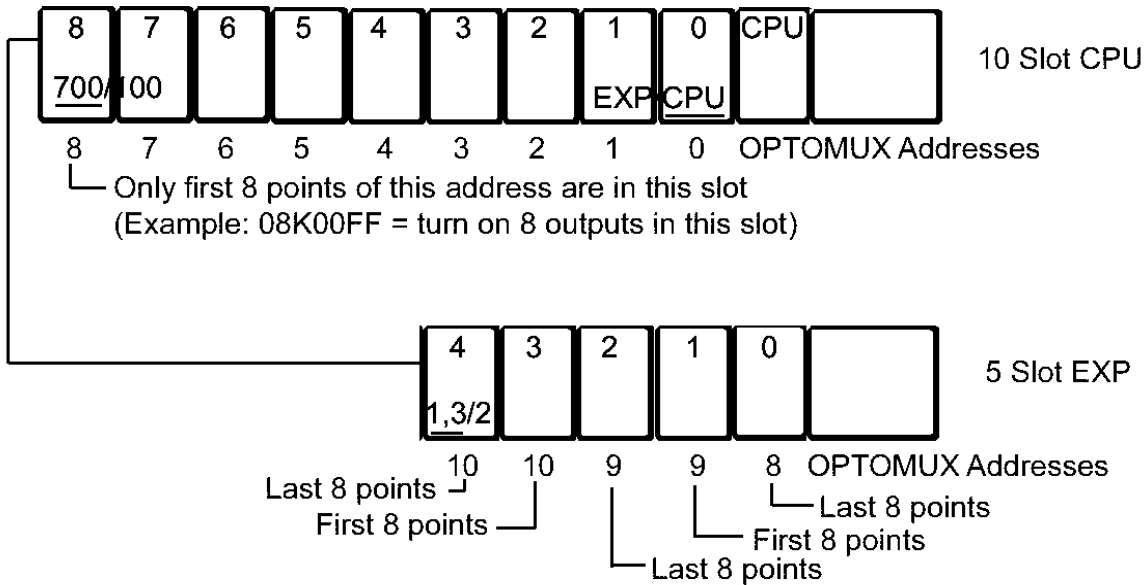 8 7 6 5 4 3 2 1 0 CPU
10 Slot CPU
700/100 EXP CPU
8 7 6 5 4 3 2 1 0 OPTOMUX Addresses
Only first 8 points of this address are in this slot
(Example: 08K00FF = turn on 8 outputs in this slot)
4 3 2 1 0
5 Slot EXP
1,3/2
10 10 9 9 8 OPTOMUX Addresses
Last 8 points
Last 8 points
First 8 points
First 8 points
Last 8 points